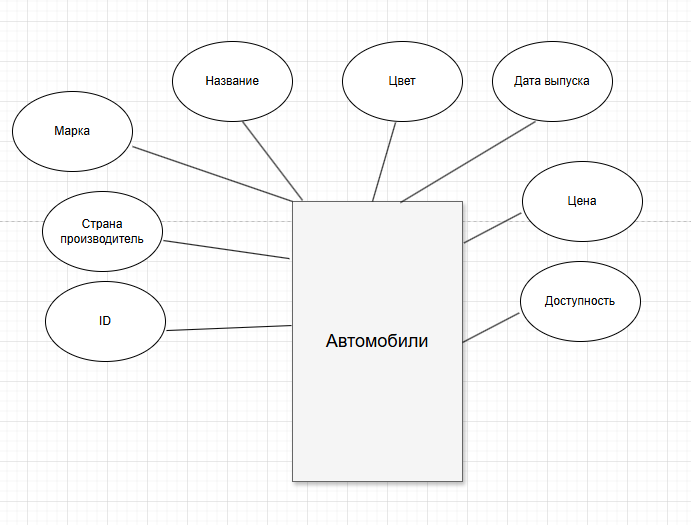 Название
Цвет
Дата выпуска
Марка
Цена
Страна
производитель
Доступность
ID
Автомобили